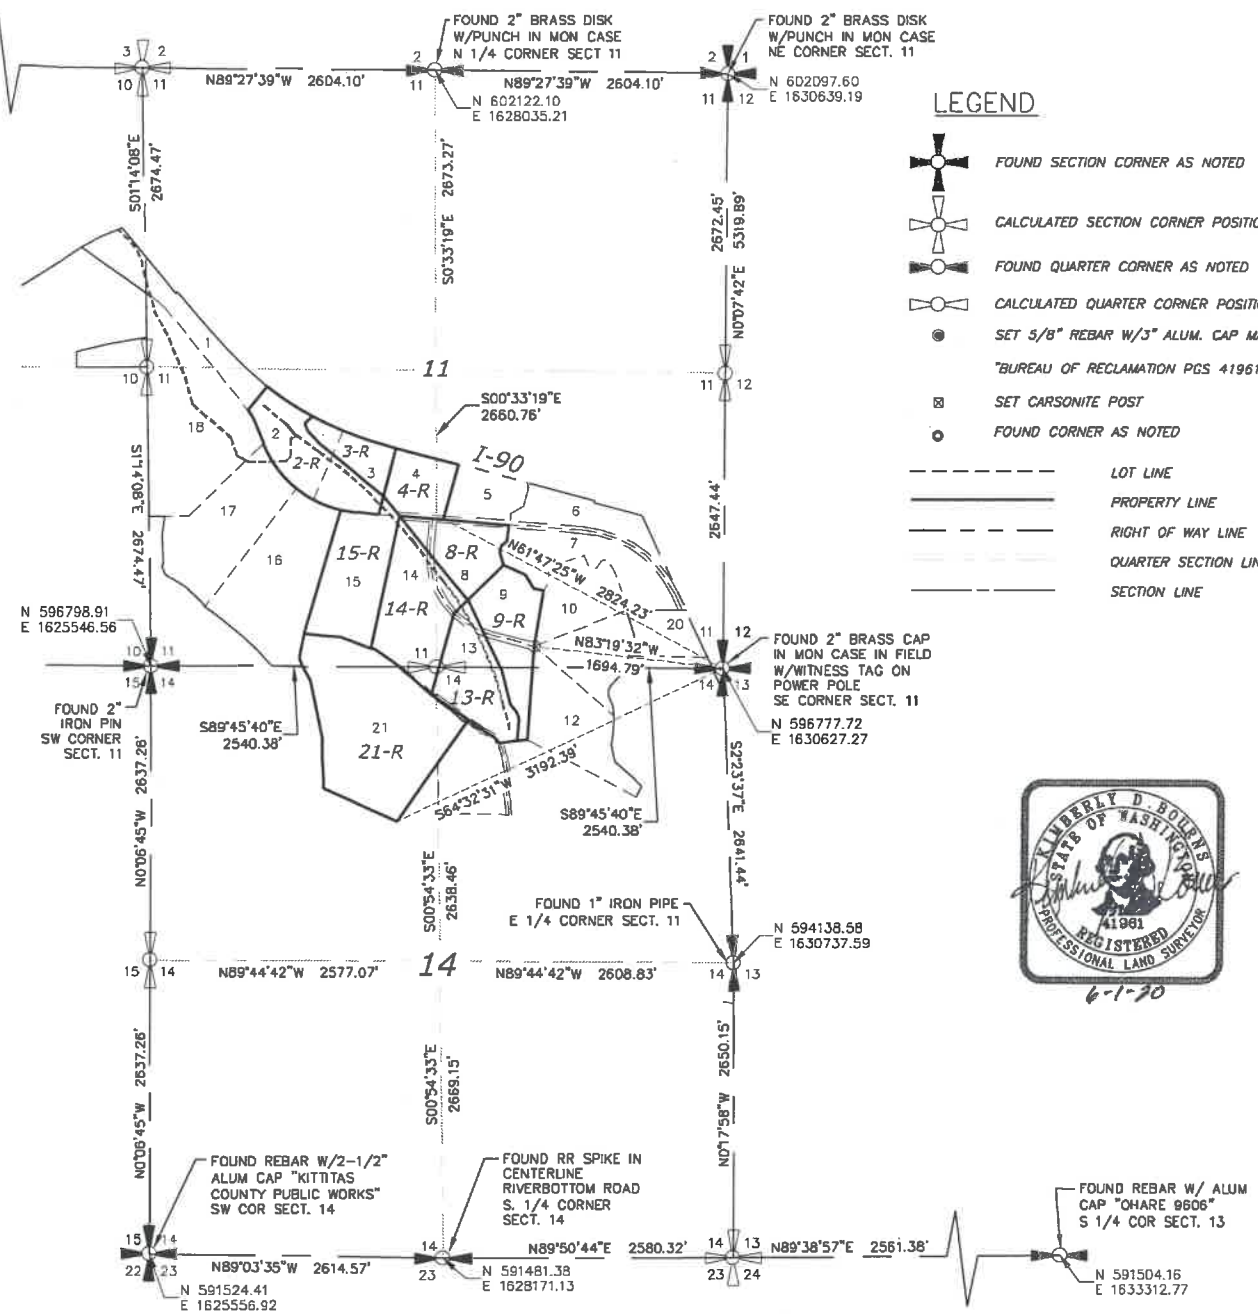 FOUND 2" BRASS DISK
W/PUNCH IN MON CASE
N 1/4 CORNER SECT 11
FOUND 2" BRASS DISK
W/PUNCH IN MON CASE
NE CORNER SECT. 11
3 2
10 11
N89°27'39"W 2604.10'
2
11
N89°27'39"W 2604.10'
2 1
11 12
N 602122.10
E 1628035.21
N 602097.60
E 1630639.19
S01°14'08"E
2674.47'
S0°33'19"E 2673.27'
2672.45'
5319.89'
N0°07'42"E
LEGEND
FOUND SECTION CORNER AS NOTED
CALCULATED SECTION CORNER POSITIO
FOUND QUARTER CORNER AS NOTED
CALCULATED QUARTER CORNER POSITI
SET 5/8" REBAR W/3" ALUM. CAP MA
"BUREAU OF RECLAMATION PGS 41961
SET CARSONITE POST
FOUND CORNER AS NOTED
LOT LINE
PROPERTY LINE
RIGHT OF WAY LINE
QUARTER SECTION LIN
SECTION LINE
1
10 11
11
11 12
S00°33'19"E
2660.76'
18
2
2-R
3-R
3
4
4-R
I-90
5
6
7
S1°14'08"E 2674.47'
2647.44'
17
16
15-R
15
14
14-R
8-R
8
9
9-R
10
20
N61°47'25"W 2824.23'
N83°19'32"W
1694.79'
N 596798.91
E 1625546.56
10 11
15 14
11
14
13
13-R
12
11 12
14 13
FOUND 2" BRASS CAP
IN MON CASE IN FIELD
W/WITNESS TAG ON
POWER POLE
SE CORNER SECT. 11
N 596777.72
E 1630627.27
FOUND 2"
IRON PIN
SW CORNER
SECT. 11
S89°45'40"E
2540.38'
21
21-R
S64°32'31"W 3192.39'
S89°45'40"E
2540.38'
N0°06'45"W 2637.26'
S00°54'33"E
2638.46'
S2°23'37"E 2641.44'
FOUND 1" IRON PIPE
E 1/4 CORNER SECT. 11
N 594138.58
E 1630737.59
15 14
N89°44'42"W 2577.07'
14
N89°44'42"W 2608.83'
14 13
KIMBERLY D. BOURNS
STATE OF WASHINGTON
41961
REGISTERED
PROFESSIONAL LAND SURVEYOR
6-1-20
N0°06'45"W 2637.26'
S00°54'33"E
2669.15'
N0°17'58"W 2650.15'
FOUND REBAR W/2-1/2"
ALUM CAP "KITTITAS
COUNTY PUBLIC WORKS"
SW COR SECT. 14
FOUND RR SPIKE IN
CENTERLINE
RIVERBOTTOM ROAD
S. 1/4 CORNER
SECT. 14
FOUND REBAR W/ ALUM
CAP "OHARE 9606"
S 1/4 COR SECT. 13
15 14
22 23
N89°03'35"W 2614.57'
14
23
N89°50'44"E 2580.32'
14 13
23 24
N89°38'57"E 2561.38'
N 591524.41
E 1625556.92
N 591481.38
E 1628171.13
N 591504.16
E 1633312.77